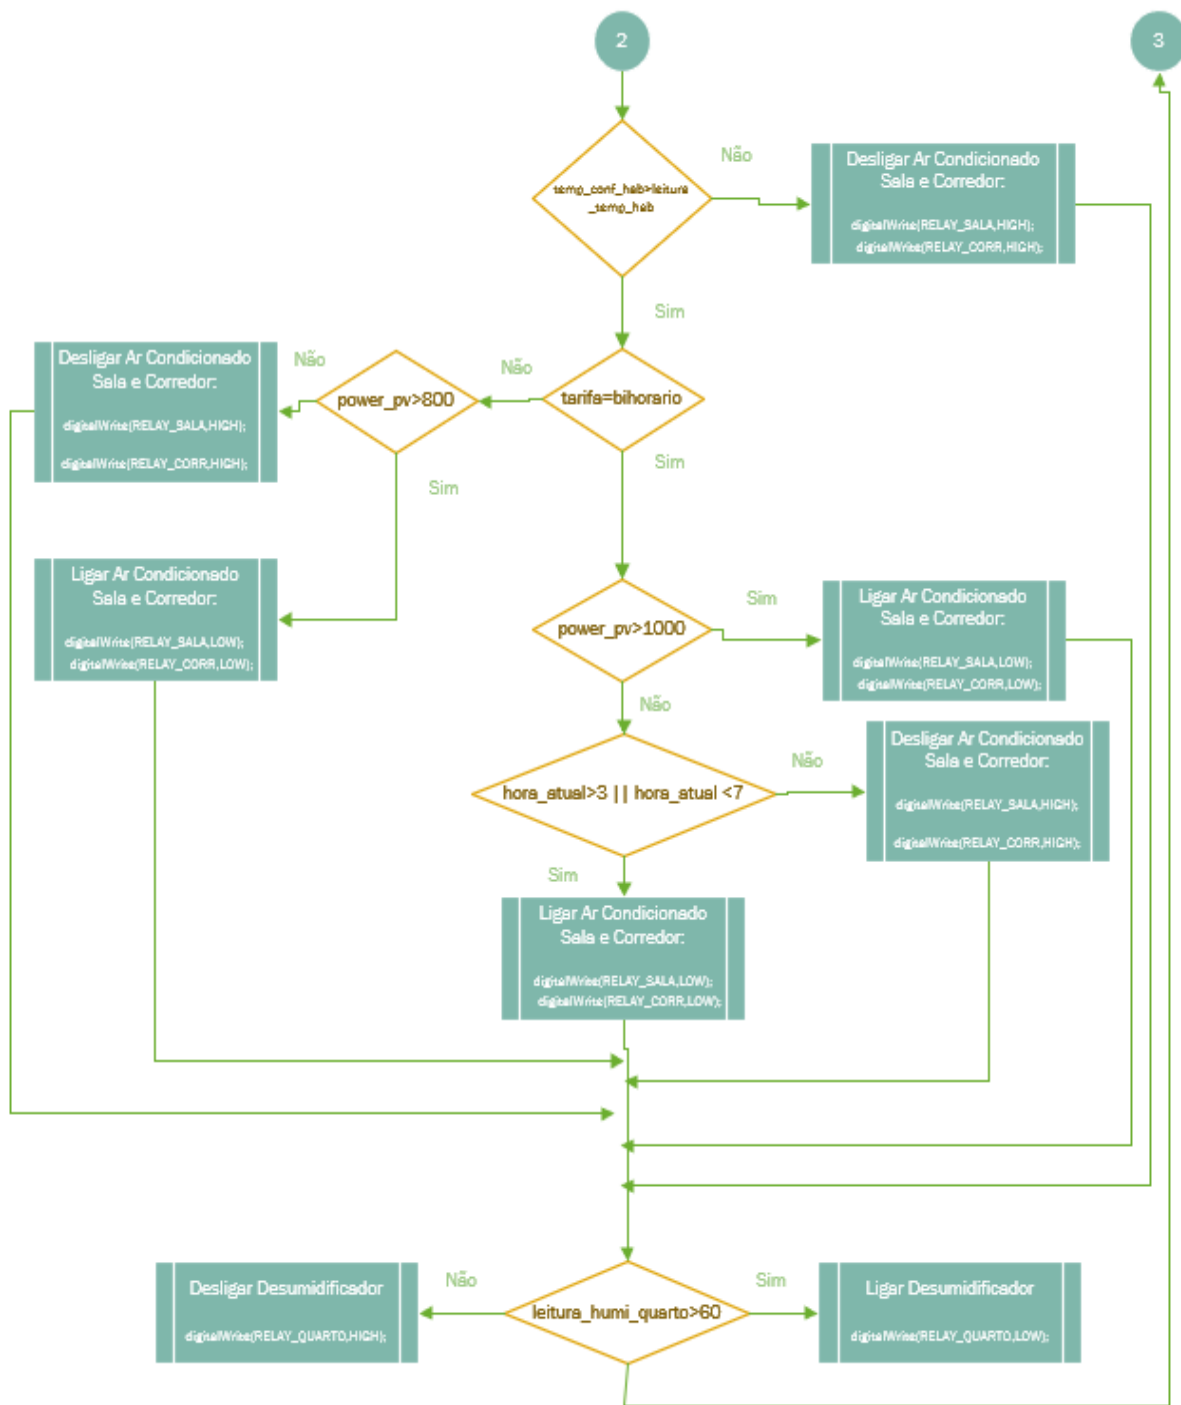 2
3
temp_conf_hab>leitura
_temp_hab
Não
Desligar Ar Condicionado
Sala e Corredor:
digitalWrite(RELAY_SALA,HIGH);
digitalWrite(RELAY_CORR,HIGH);
Sim
tarifa=bihorario
Não
power_pv>800
Não
Desligar Ar Condicionado
Sala e Corredor:
digitalWrite(RELAY_SALA,HIGH);
digitalWrite(RELAY_CORR,HIGH);
Sim
Sim
Ligar Ar Condicionado
Sala e Corredor:
digitalWrite(RELAY_SALA,LOW);
digitalWrite(RELAY_CORR,LOW);
power_pv>1000
Sim
Ligar Ar Condicionado
Sala e Corredor:
digitalWrite(RELAY_SALA,LOW);
digitalWrite(RELAY_CORR,LOW);
Não
hora_atual>3 || hora_atual <7
Não
Desligar Ar Condicionado
Sala e Corredor:
digitalWrite(RELAY_SALA,HIGH);
digitalWrite(RELAY_CORR,HIGH);
Sim
Ligar Ar Condicionado
Sala e Corredor:
digitalWrite(RELAY_SALA,LOW);
digitalWrite(RELAY_CORR,LOW);
Desligar Desumidificador
digitalWrite(RELAY_QUARTO,HIGH);
Não
leitura_humi_quarto>60
Sim
Ligar Desumidificador
digitalWrite(RELAY_QUARTO,LOW);